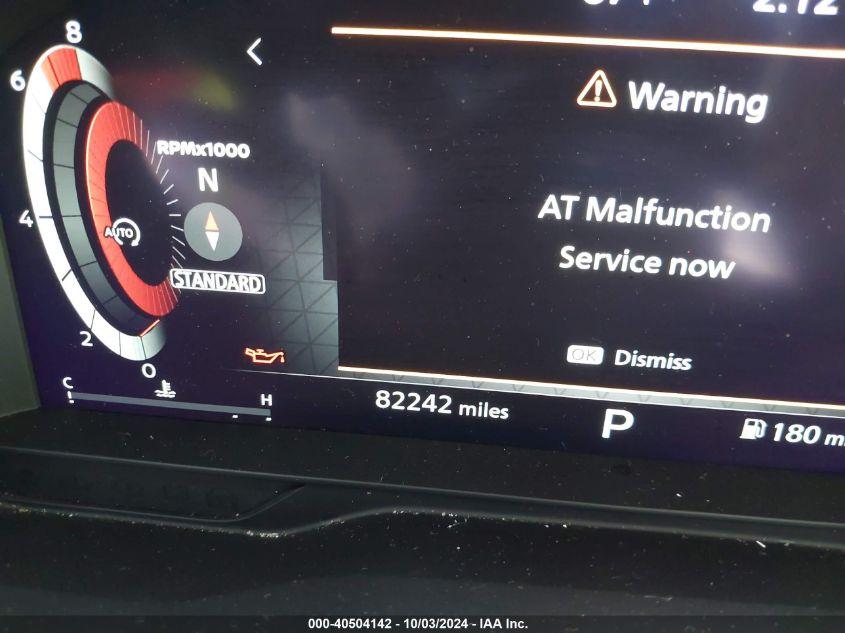 8
6
Warning
RPMx1000
N
AT Malfunction
4
AUTO
Service now
STANDARD
2
OK Dismiss
0
C
H
82242 miles
P
180
000-40504142 - 10/03/2024 - IAA Inc.